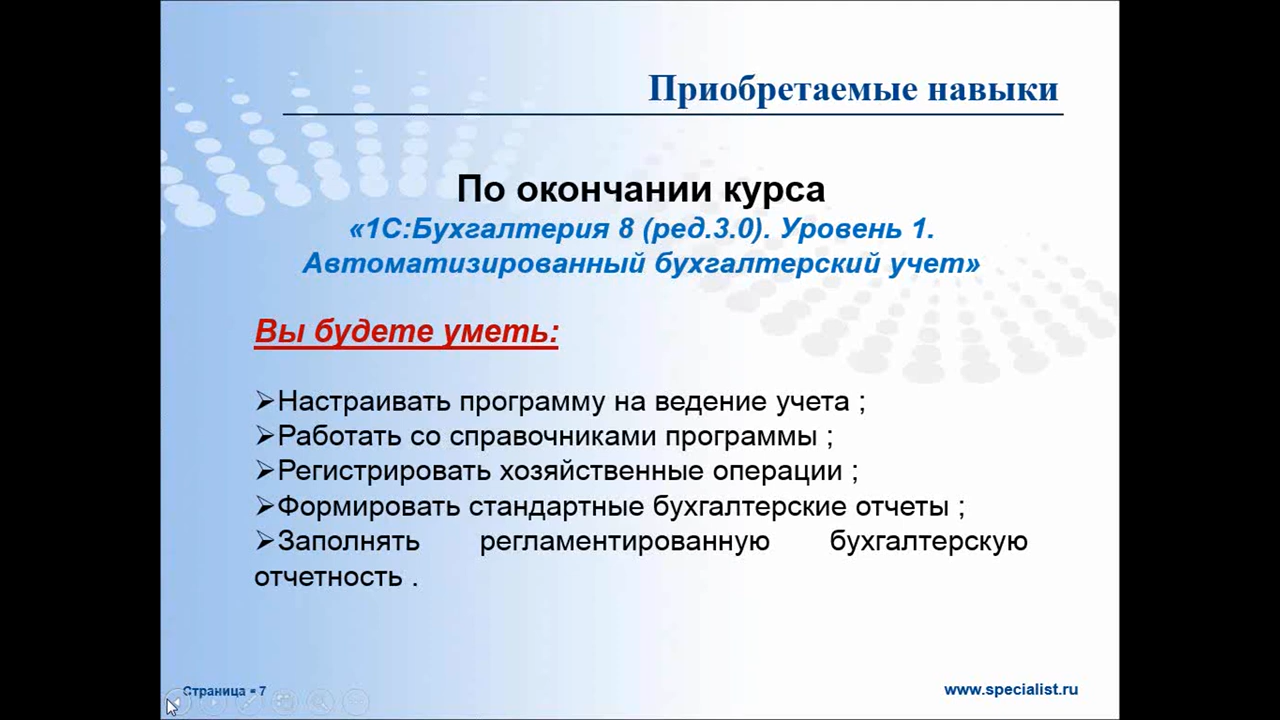 Приобретаемые навыки
По окончании курса
«1С:Бухгалтерия 8 (ред.3.0). Уровень 1.
Автоматизированный бухгалтерский учет»
Вы будете уметь:
➢Настраивать программу на ведение учета ;
➢Работать со справочниками программы ;
➢Регистрировать хозяйственные операции ;
➢Формировать стандартные бухгалтерские отчеты ;
➢Заполнять регламентированную бухгалтерскую
отчетность .
Страница ▪ 7
www.specialist.ru